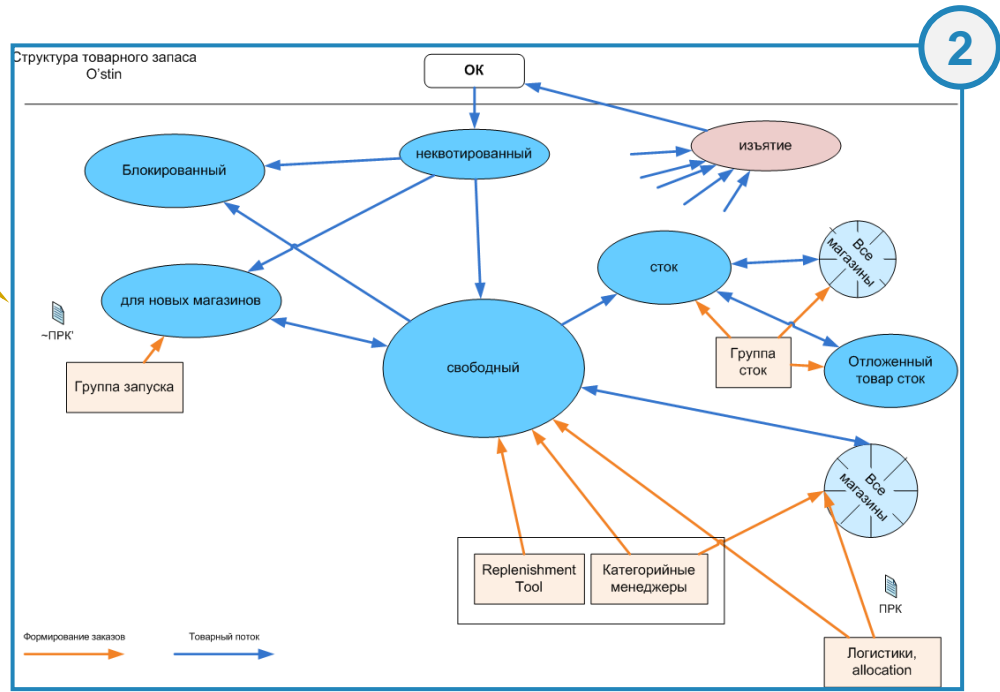 2
Структура товарного запаса
O'stin
ОК
неквотированный
изъятие
Блокированный
сток
Все
магазины
для новых магазинов
~ПРК'
Группа запуска
свободный
Группа
сток
Отложенный
товар сток
Все
магазины
Replenishment
Tool
Категорийные
менеджеры
ПРК
Формирование заказов
Товарный поток
Логистики,
allocation